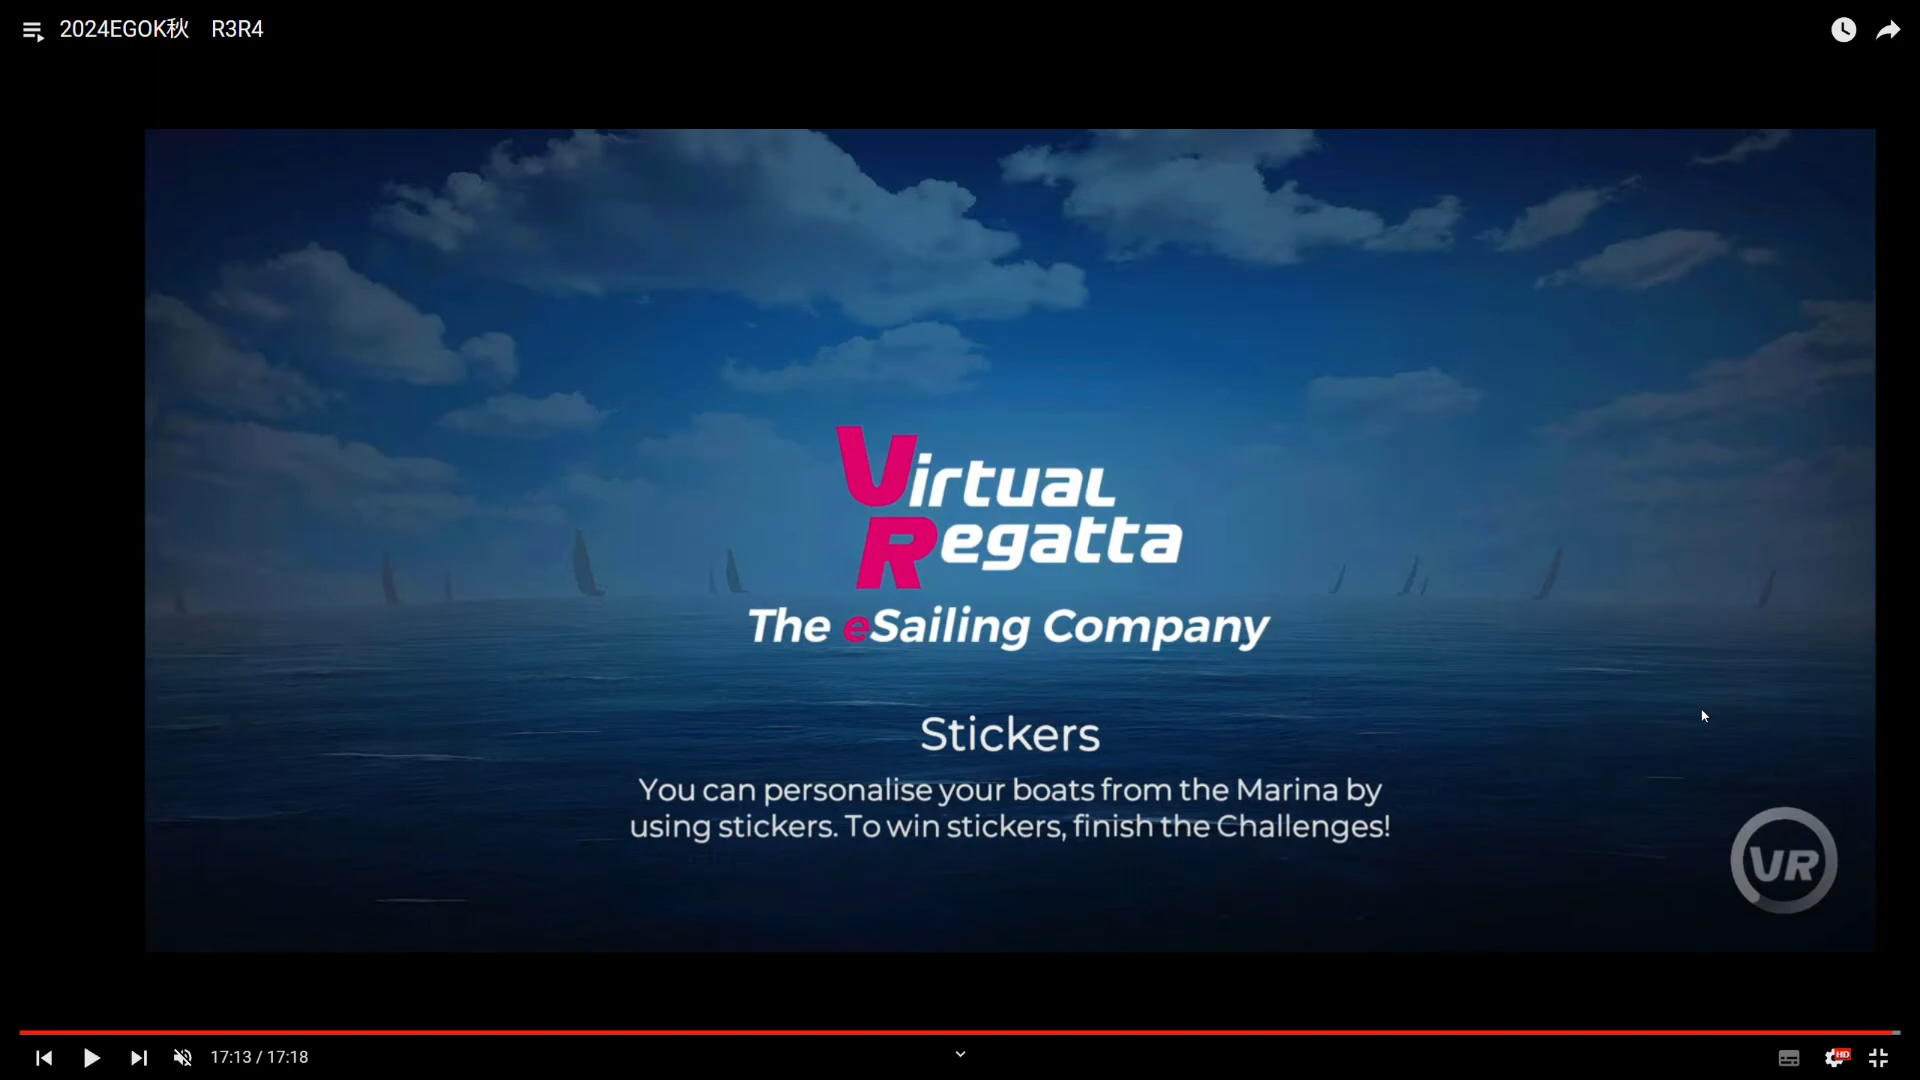 2024EGOK秋 R3R4
Virtual
Regatta
The eSailing Company
Stickers
You can personalise your boats from the Marina by
using stickers. To win stickers, finish the Challenges!
VR
17:13 / 17:18
HD